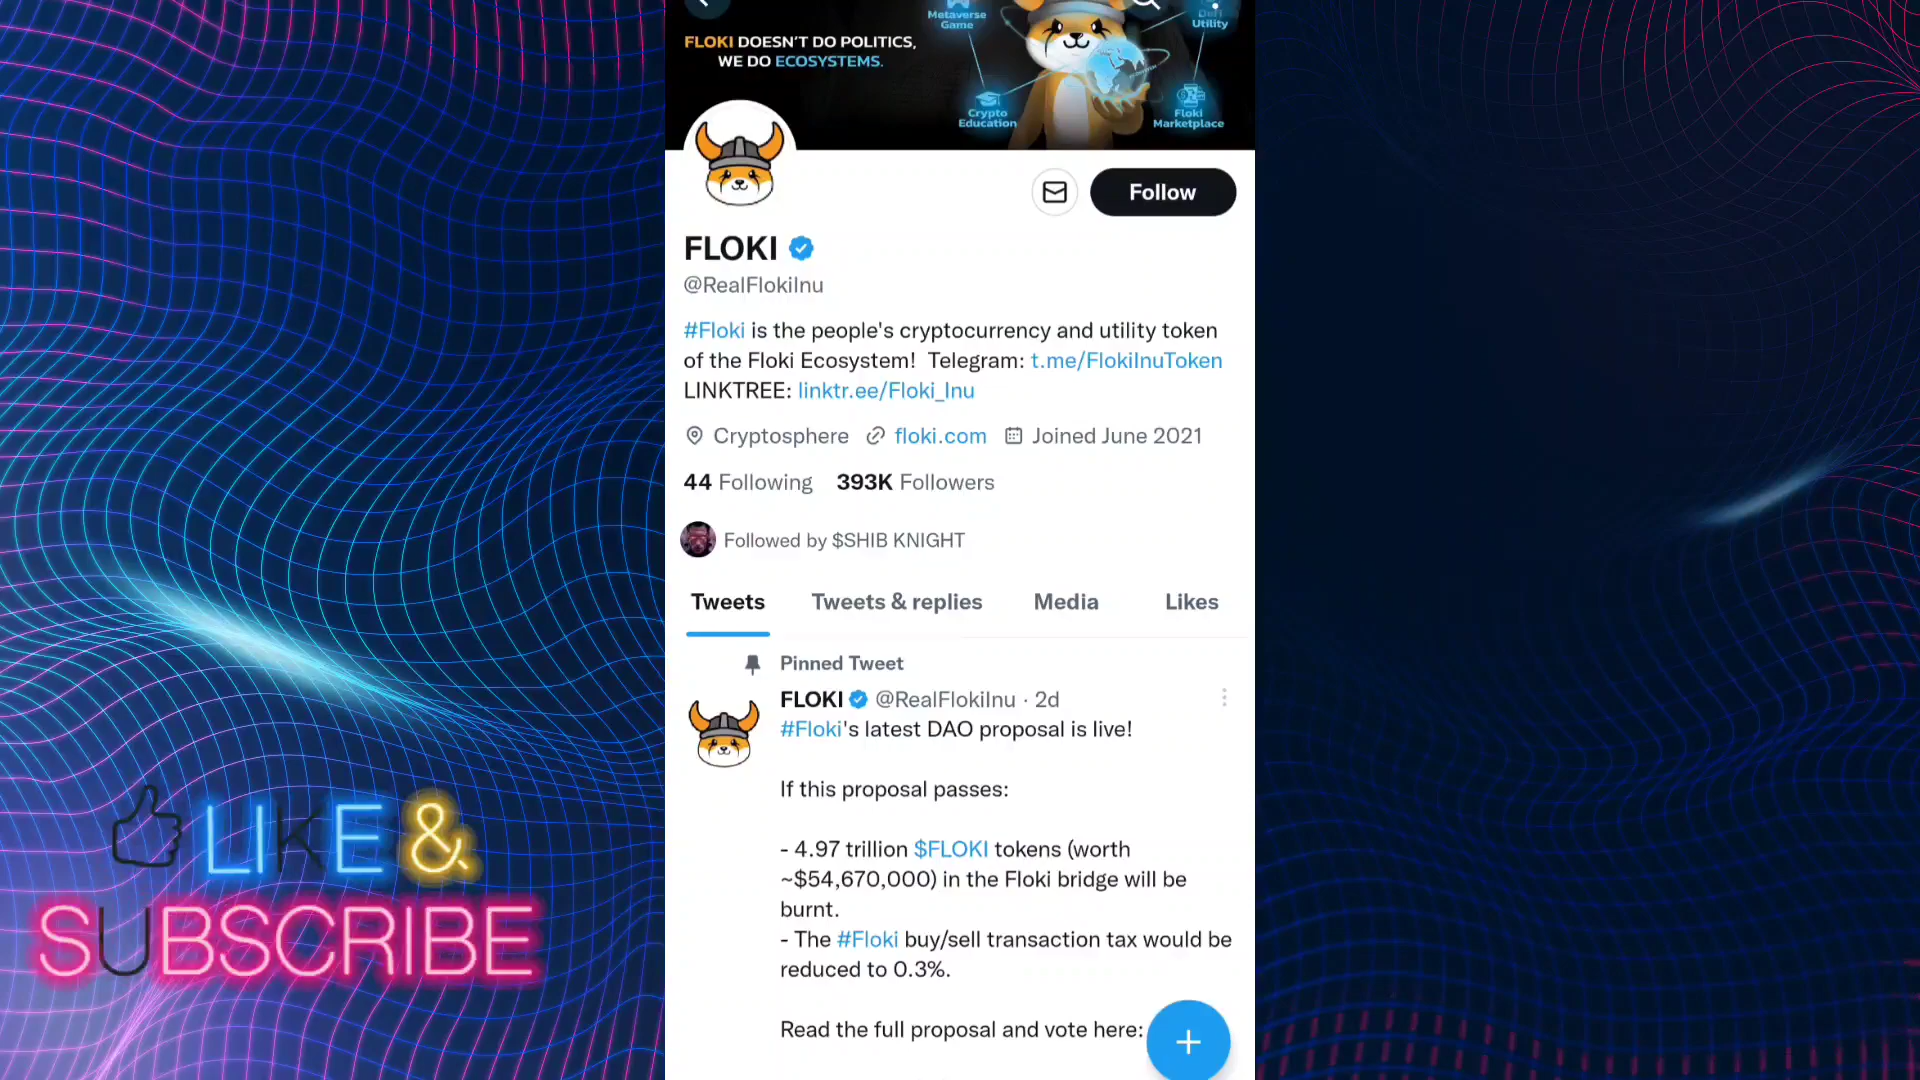 Metaverse
Game
DeFi
Utility
FLOKI DOESN'T DO POLITICS,
WE DO ECOSYSTEMS.
Crypto
Education
Floki
Marketplace
Follow
FLOKI
@RealFlokiInu
#Floki is the people's cryptocurrency and utility token
of the Floki Ecosystem! Telegram: t.me/FlokiInuToken
LINKTREE: linktr.ee/Floki_Inu
Cryptosphere floki.com Joined June 2021
44 Following 393K Followers
Followed by $SHIB KNIGHT
Tweets Tweets & replies Media Likes
Pinned Tweet
FLOKI @RealFlokiInu · 2d
#Floki's latest DAO proposal is live!
If this proposal passes:
- 4.97 trillion $FLOKI tokens (worth
~$54,670,000) in the Floki bridge will be
burnt.
- The #Floki buy/sell transaction tax would be
reduced to 0.3%.
Read the full proposal and vote here:
LIKE &
SUBSCRIBE